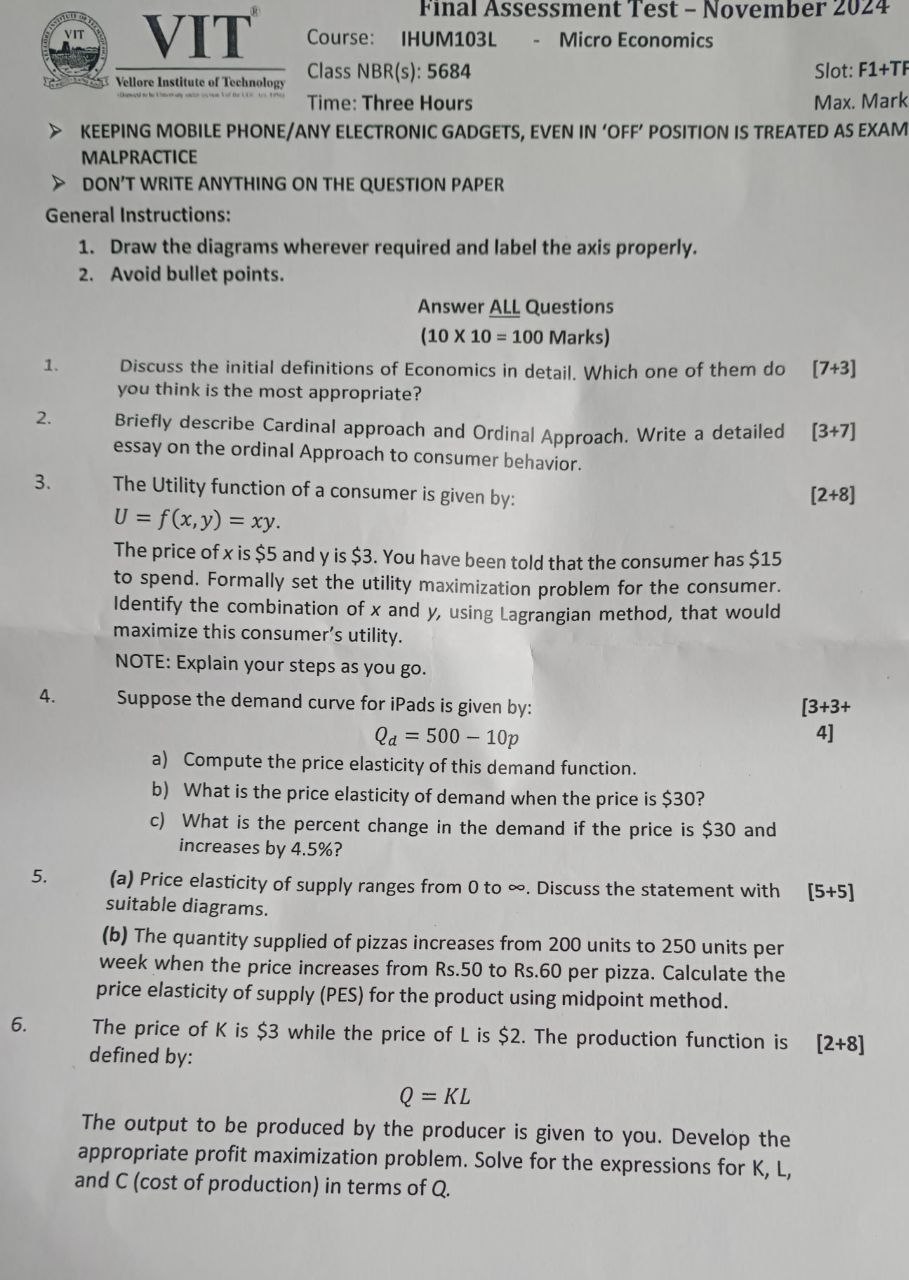 Final Assessment Test – November 2024
VIT
VIT®
Course: IHUM103L - Micro Economics
Vellore Institute of Technology
Class NBR(s): 5684
Slot: F1+TF
Time: Three Hours
Max. Mark
➢ KEEPING MOBILE PHONE/ANY ELECTRONIC GADGETS, EVEN IN ‘OFF’ POSITION IS TREATED AS EXAM
MALPRACTICE
➢ DON’T WRITE ANYTHING ON THE QUESTION PAPER
General Instructions:
1. Draw the diagrams wherever required and label the axis properly.
2. Avoid bullet points.
Answer ALL Questions
(10 X 10 = 100 Marks)
1. Discuss the initial definitions of Economics in detail. Which one of them do [7+3]
you think is the most appropriate?
2. Briefly describe Cardinal approach and Ordinal Approach. Write a detailed [3+7]
essay on the ordinal Approach to consumer behavior.
3. The Utility function of a consumer is given by: [2+8]
U = f(x,y) = xy.
The price of x is $5 and y is $3. You have been told that the consumer has $15
to spend. Formally set the utility maximization problem for the consumer.
Identify the combination of x and y, using Lagrangian method, that would
maximize this consumer’s utility.
NOTE: Explain your steps as you go.
4. Suppose the demand curve for iPads is given by: [3+3+
Qd = 500 – 10p 4]
a) Compute the price elasticity of this demand function.
b) What is the price elasticity of demand when the price is $30?
c) What is the percent change in the demand if the price is $30 and
increases by 4.5%?
5. (a) Price elasticity of supply ranges from 0 to ∞. Discuss the statement with [5+5]
suitable diagrams.
(b) The quantity supplied of pizzas increases from 200 units to 250 units per
week when the price increases from Rs.50 to Rs.60 per pizza. Calculate the
price elasticity of supply (PES) for the product using midpoint method.
6. The price of K is $3 while the price of L is $2. The production function is [2+8]
defined by:
Q = KL
The output to be produced by the producer is given to you. Develop the
appropriate profit maximization problem. Solve for the expressions for K, L,
and C (cost of production) in terms of Q.